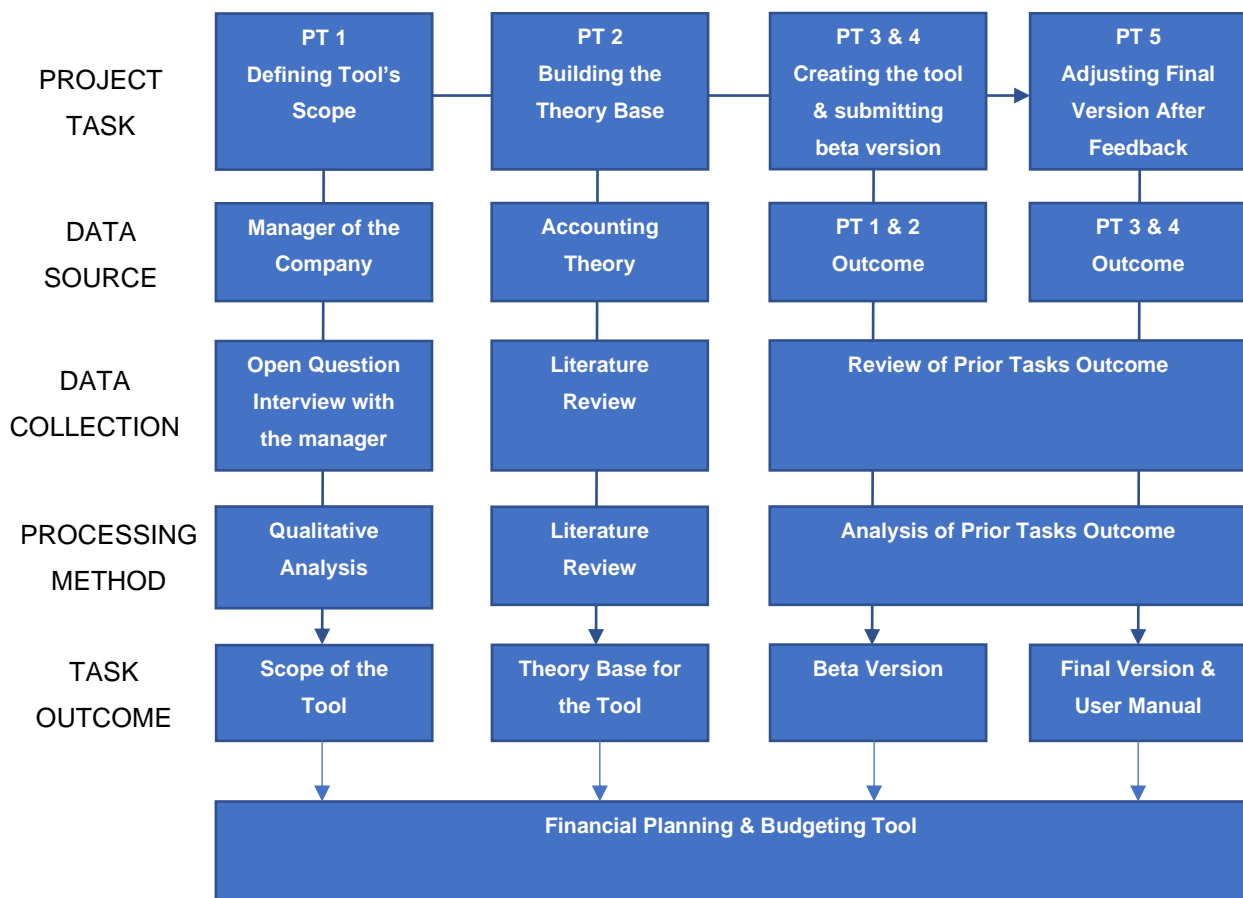 PROJECT
TASK
PT 1
Defining Tool’s
Scope
PT 2
Building the
Theory Base
PT 3 & 4
Creating the tool
& submitting
beta version
PT 5
Adjusting Final
Version After
Feedback
DATA
SOURCE
Manager of the
Company
Accounting
Theory
PT 1 & 2
Outcome
PT 3 & 4
Outcome
DATA
COLLECTION
Open Question
Interview with
the manager
Literature
Review
Review of Prior Tasks Outcome
PROCESSING
METHOD
Qualitative
Analysis
Literature
Review
Analysis of Prior Tasks Outcome
TASK
OUTCOME
Scope of the
Tool
Theory Base for
the Tool
Beta Version
Final Version &
User Manual
Financial Planning & Budgeting Tool